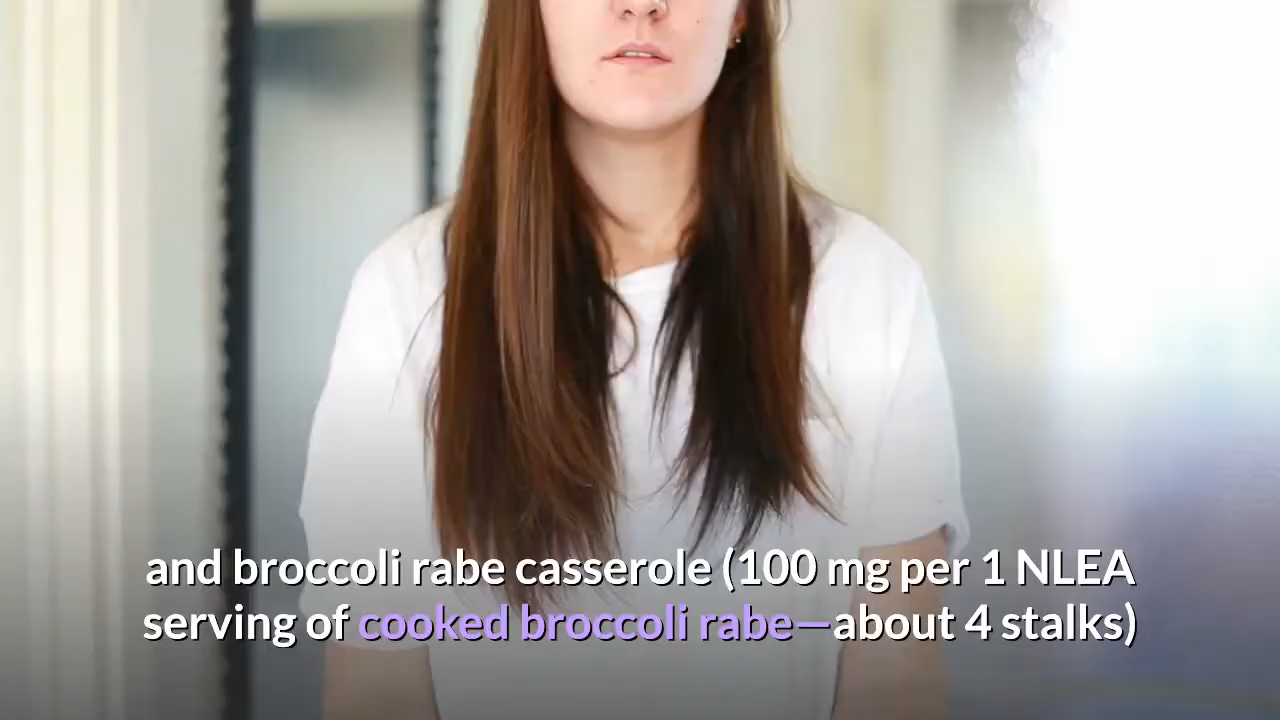 and broccoli rabe casserole (100 mg per 1 NLEA
serving of cooked broccoli rabe—about 4 stalks)